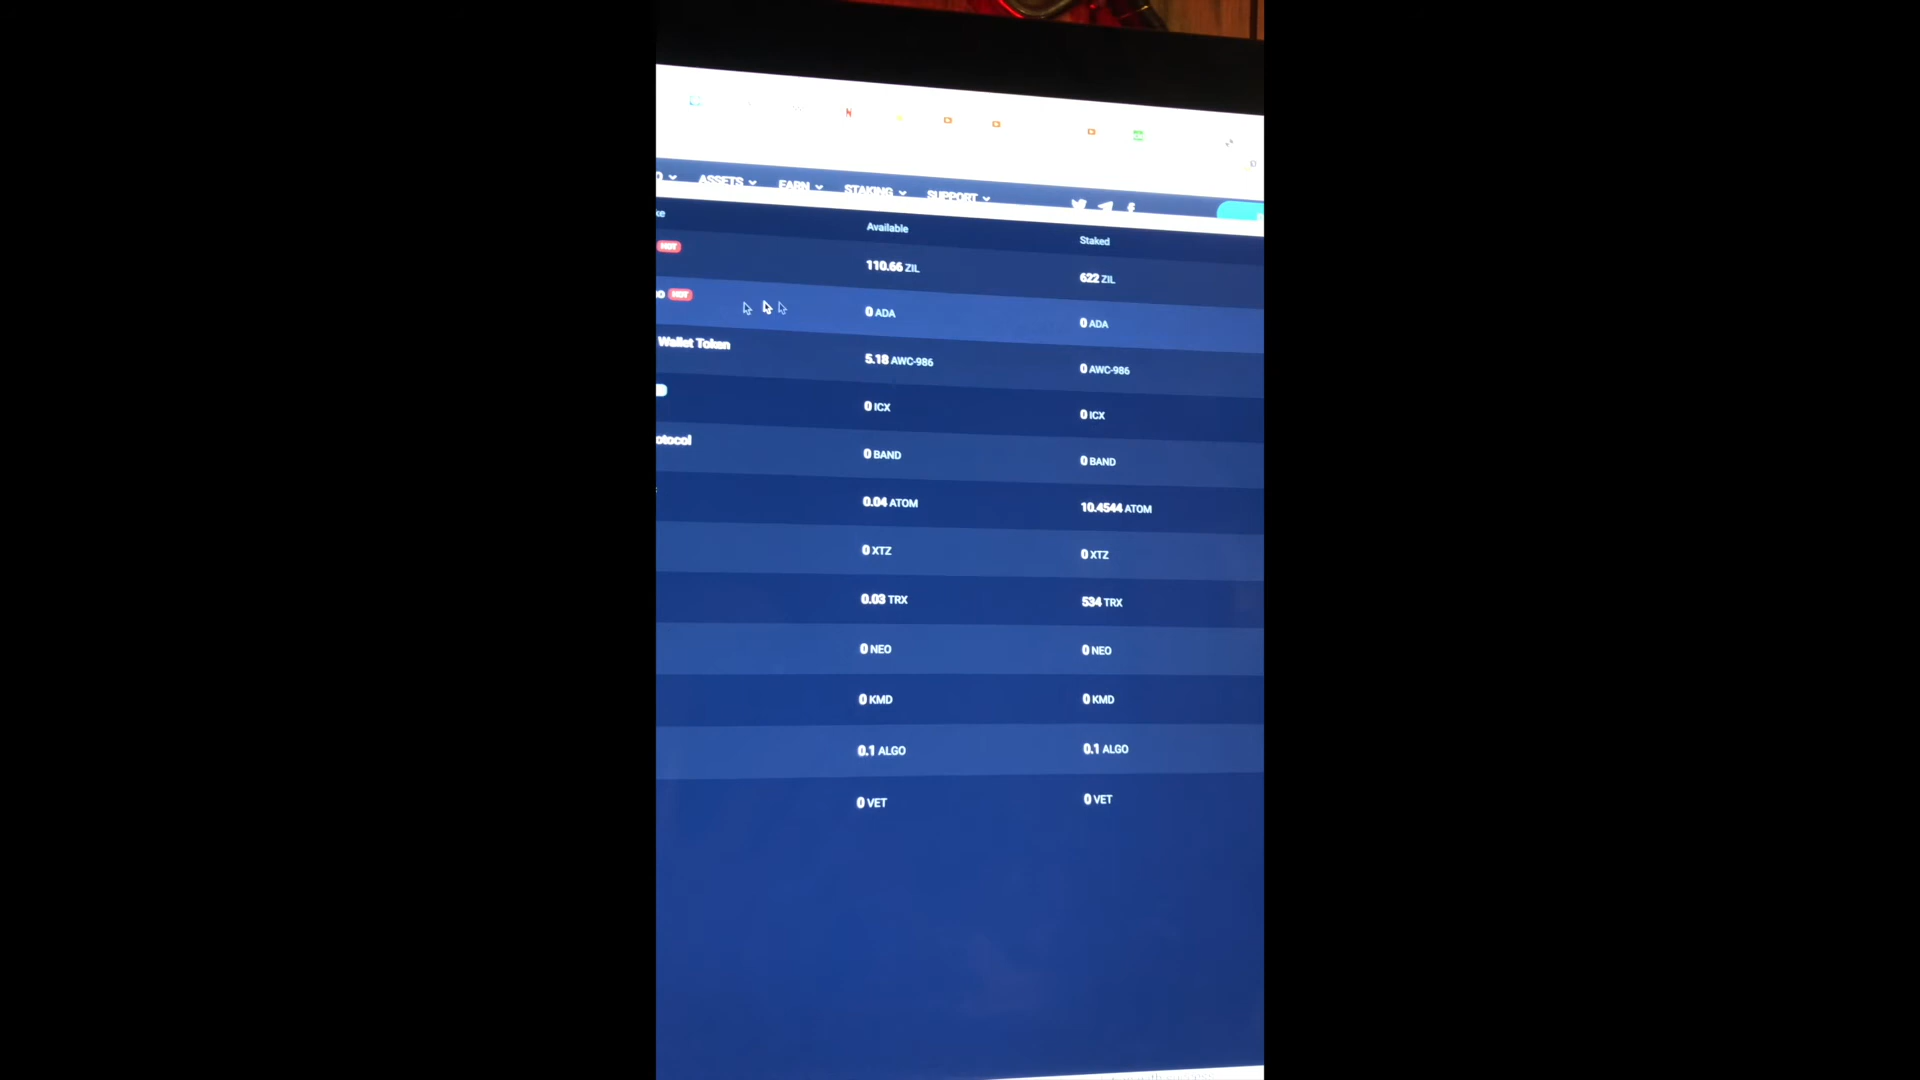 ASSETS EARN STAKING SUPPORT
Available Staked
HOT 110.66 ZIL 622 ZIL
HOT 0 ADA 0 ADA
Wallet Token 5.18 AWC-986 0 AWC-986
0 ICX 0 ICX
otocol 0 BAND 0 BAND
0.04 ATOM 10.4544 ATOM
0 XTZ 0 XTZ
0.03 TRX 534 TRX
0 NEO 0 NEO
0 KMD 0 KMD
0.1 ALGO 0.1 ALGO
0 VET 0 VET